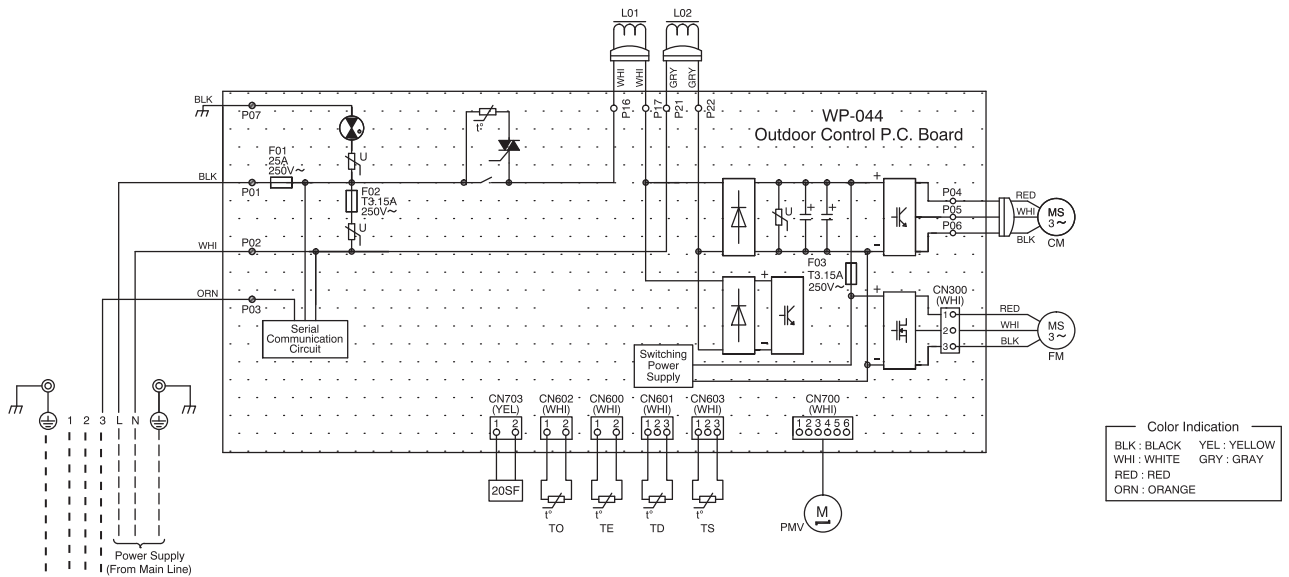 L01 L02
WHI WHI GRY GRY
P16 P17 P21 P22
WP-044
Outdoor Control P.C. Board
BLK
P07
t°
U
F01
25A
250V～
BLK
P01
F02
T3.15A
250V～
U
WHI
P02
ORN
P03
Serial
Communication
Circuit
U
+
-
F03
T3.15A
250V～
+
-
+
-
Switching
Power
Supply
P04
P05
P06
RED
WHI
BLK
MS
3～
CM
CN300
(WHI)
1
2
3
RED
WHI
BLK
MS
3～
FM
CN703
(YEL)
1 2
CN602
(WHI)
1 2
CN600
(WHI)
1 2
CN601
(WHI)
1 2 3
CN603
(WHI)
1 2 3
CN700
(WHI)
1 2 3 4 5 6
20SF
t° t° t° t°
TO TE TD TS
PMV
M
1 2 3 L N
Power Supply
(From Main Line)
Color Indication
BLK : BLACK YEL : YELLOW
WHI : WHITE GRY : GRAY
RED : RED
ORN : ORANGE